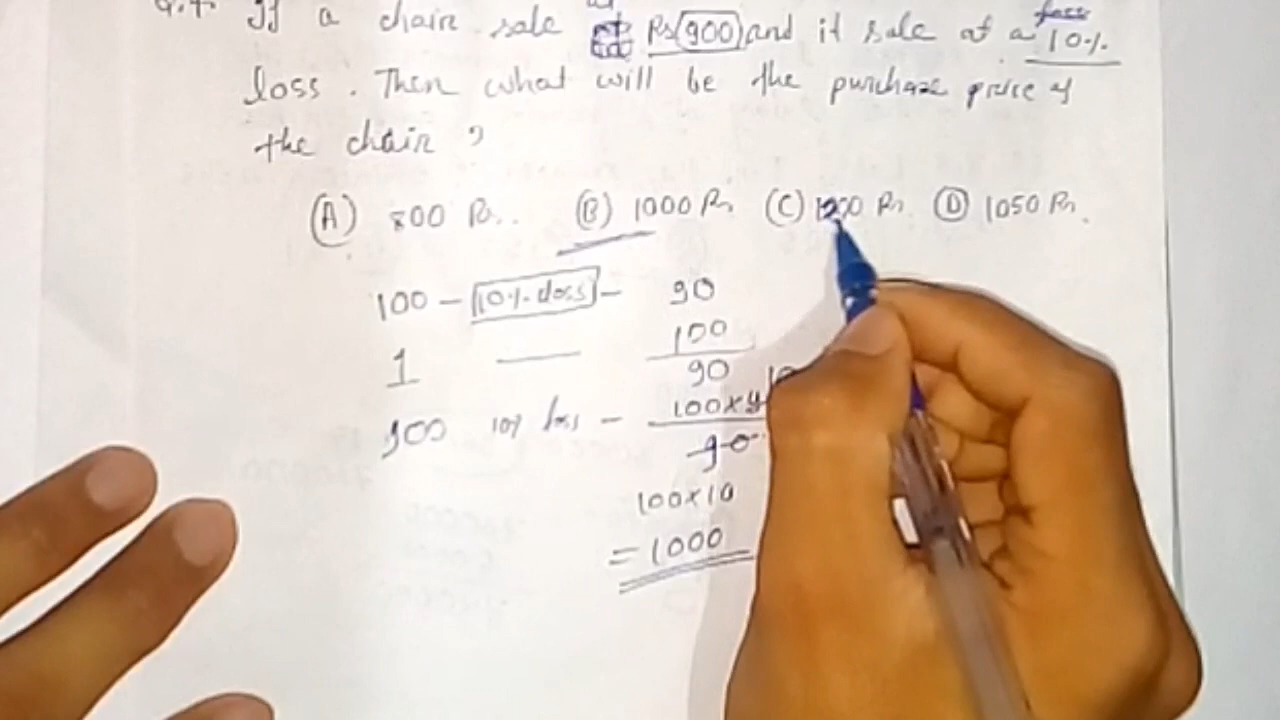 If a chair sale at Rs 900 and it sale at a 10%
loss . Then what will be the purchase price of
the chair ?
(A) 800 Rs. (B) 1000 Rs (C) Rs (D) 1050 Rs.
100 - 10% loss - 90
1 — 100
90
900 10% loss - 100×9
90
100×10
= 1000